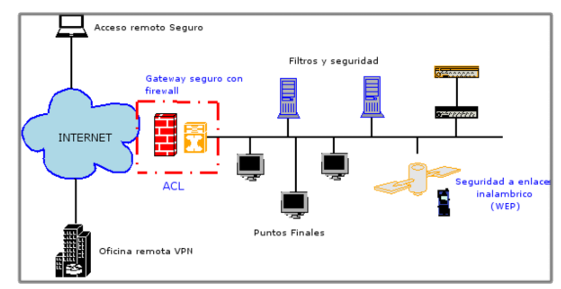 Acceso remoto Seguro
Filtros y seguridad
Gateway seguro con
firewall
INTERNET
ACL
Seguridad a enlace
inalambrico
(WEP)
Puntos Finales
Oficina remota VPN